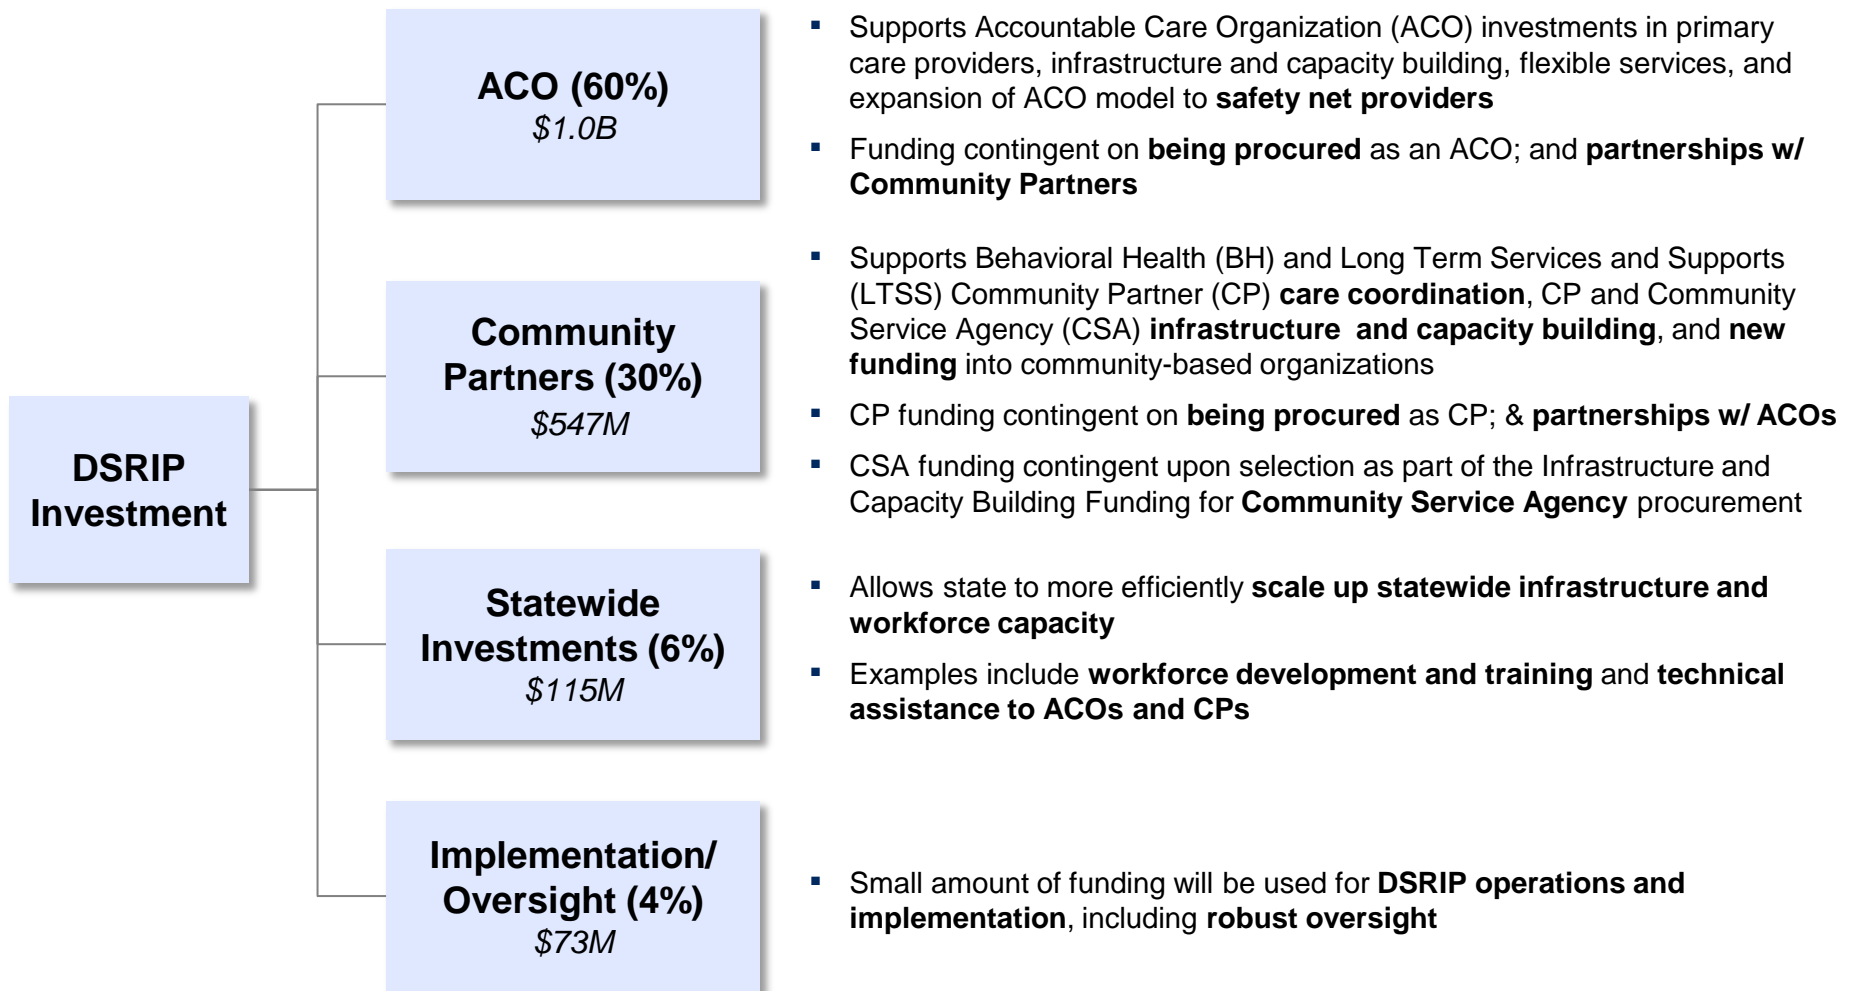 DSRIP
Investment
ACO (60%)
$1.0B
▪ Supports Accountable Care Organization (ACO) investments in primary
care providers, infrastructure and capacity building, flexible services, and
expansion of ACO model to safety net providers
▪ Funding contingent on being procured as an ACO; and partnerships w/
Community Partners
Community
Partners (30%)
$547M
▪ Supports Behavioral Health (BH) and Long Term Services and Supports
(LTSS) Community Partner (CP) care coordination, CP and Community
Service Agency (CSA) infrastructure and capacity building, and new
funding into community-based organizations
▪ CP funding contingent on being procured as CP; & partnerships w/ ACOs
▪ CSA funding contingent upon selection as part of the Infrastructure and
Capacity Building Funding for Community Service Agency procurement
Statewide
Investments (6%)
$115M
▪ Allows state to more efficiently scale up statewide infrastructure and
workforce capacity
▪ Examples include workforce development and training and technical
assistance to ACOs and CPs
Implementation/
Oversight (4%)
$73M
▪ Small amount of funding will be used for DSRIP operations and
implementation, including robust oversight